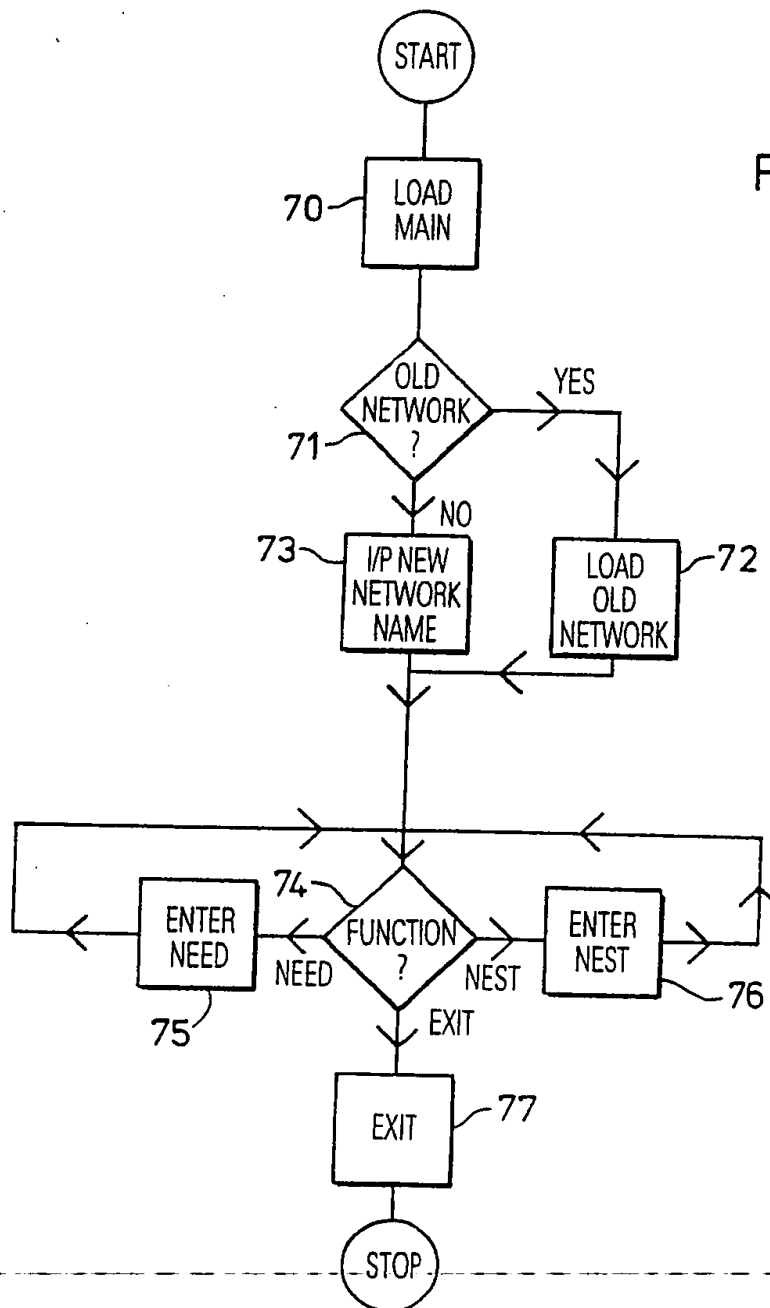 START
F
70
LOAD
MAIN
OLD
NETWORK
?
YES
71
NO
73
I/P NEW
NETWORK
NAME
72
LOAD
OLD
NETWORK
74
FUNCTION
?
ENTER
NEED
NEED
75
NEST
ENTER
NEST
76
EXIT
EXIT
77
STOP